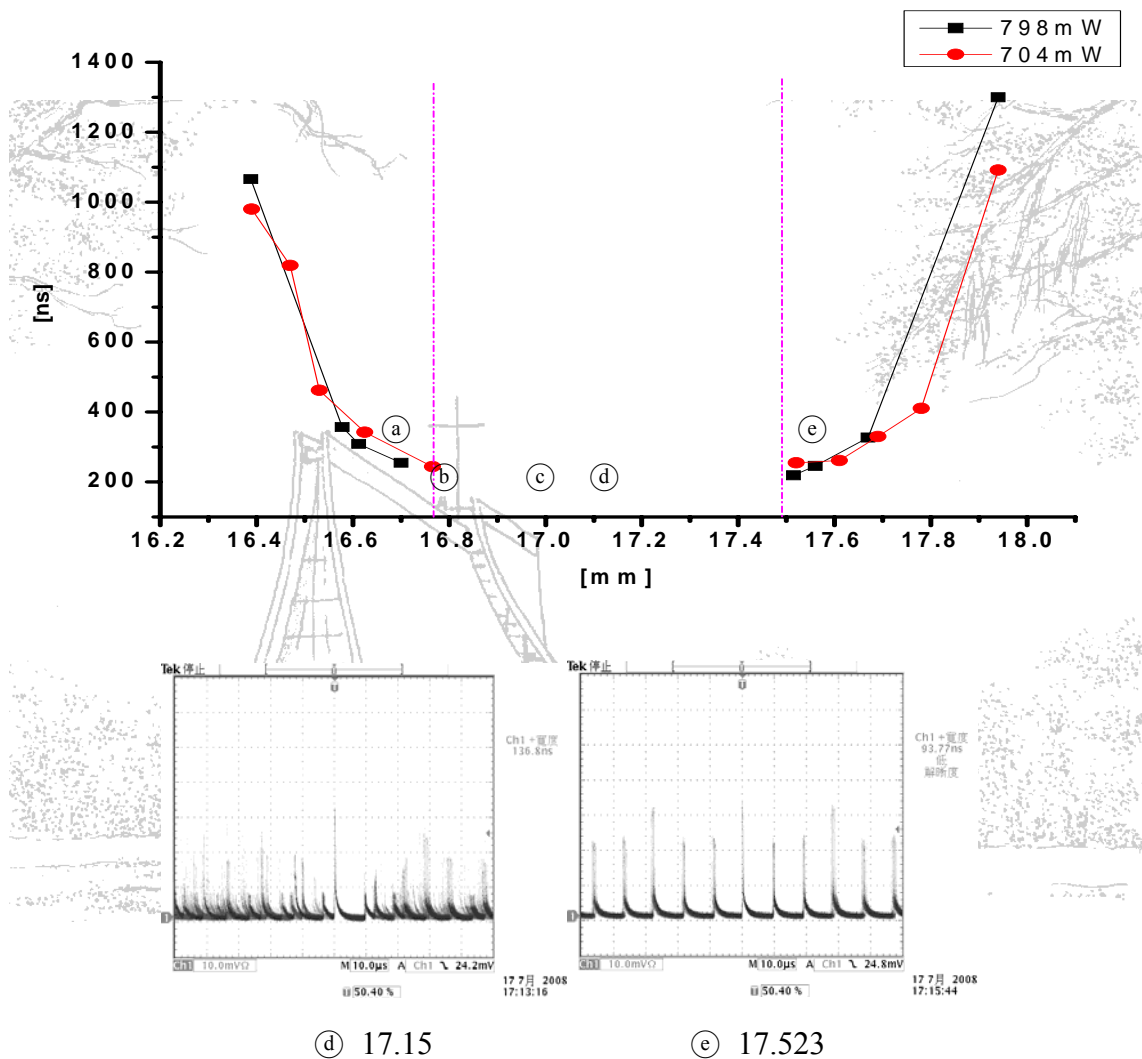 798mW
704mW
1400
1200
1000
800
600
400
200
[ns]
16.2 16.4 16.6 16.8 17.0 17.2 17.4 17.6 17.8 18.0
[mm]
ⓐ ⓔ
ⓑ ⓒ ⓓ
Tek 停止
Ch1 +寬度
136.8ns
Ch1 10.0mVΩ M 10.0µs A Ch1 24.2mV
50.40 %
17 7月 2008
17:13:16
ⓓ 17.15
Tek 停止
Ch1 +寬度
93.77ns
低
解晰度
Ch1 10.0mVΩ M 10.0µs A Ch1 24.8mV
50.40 %
17 7月 2008
17:15:44
ⓔ 17.523